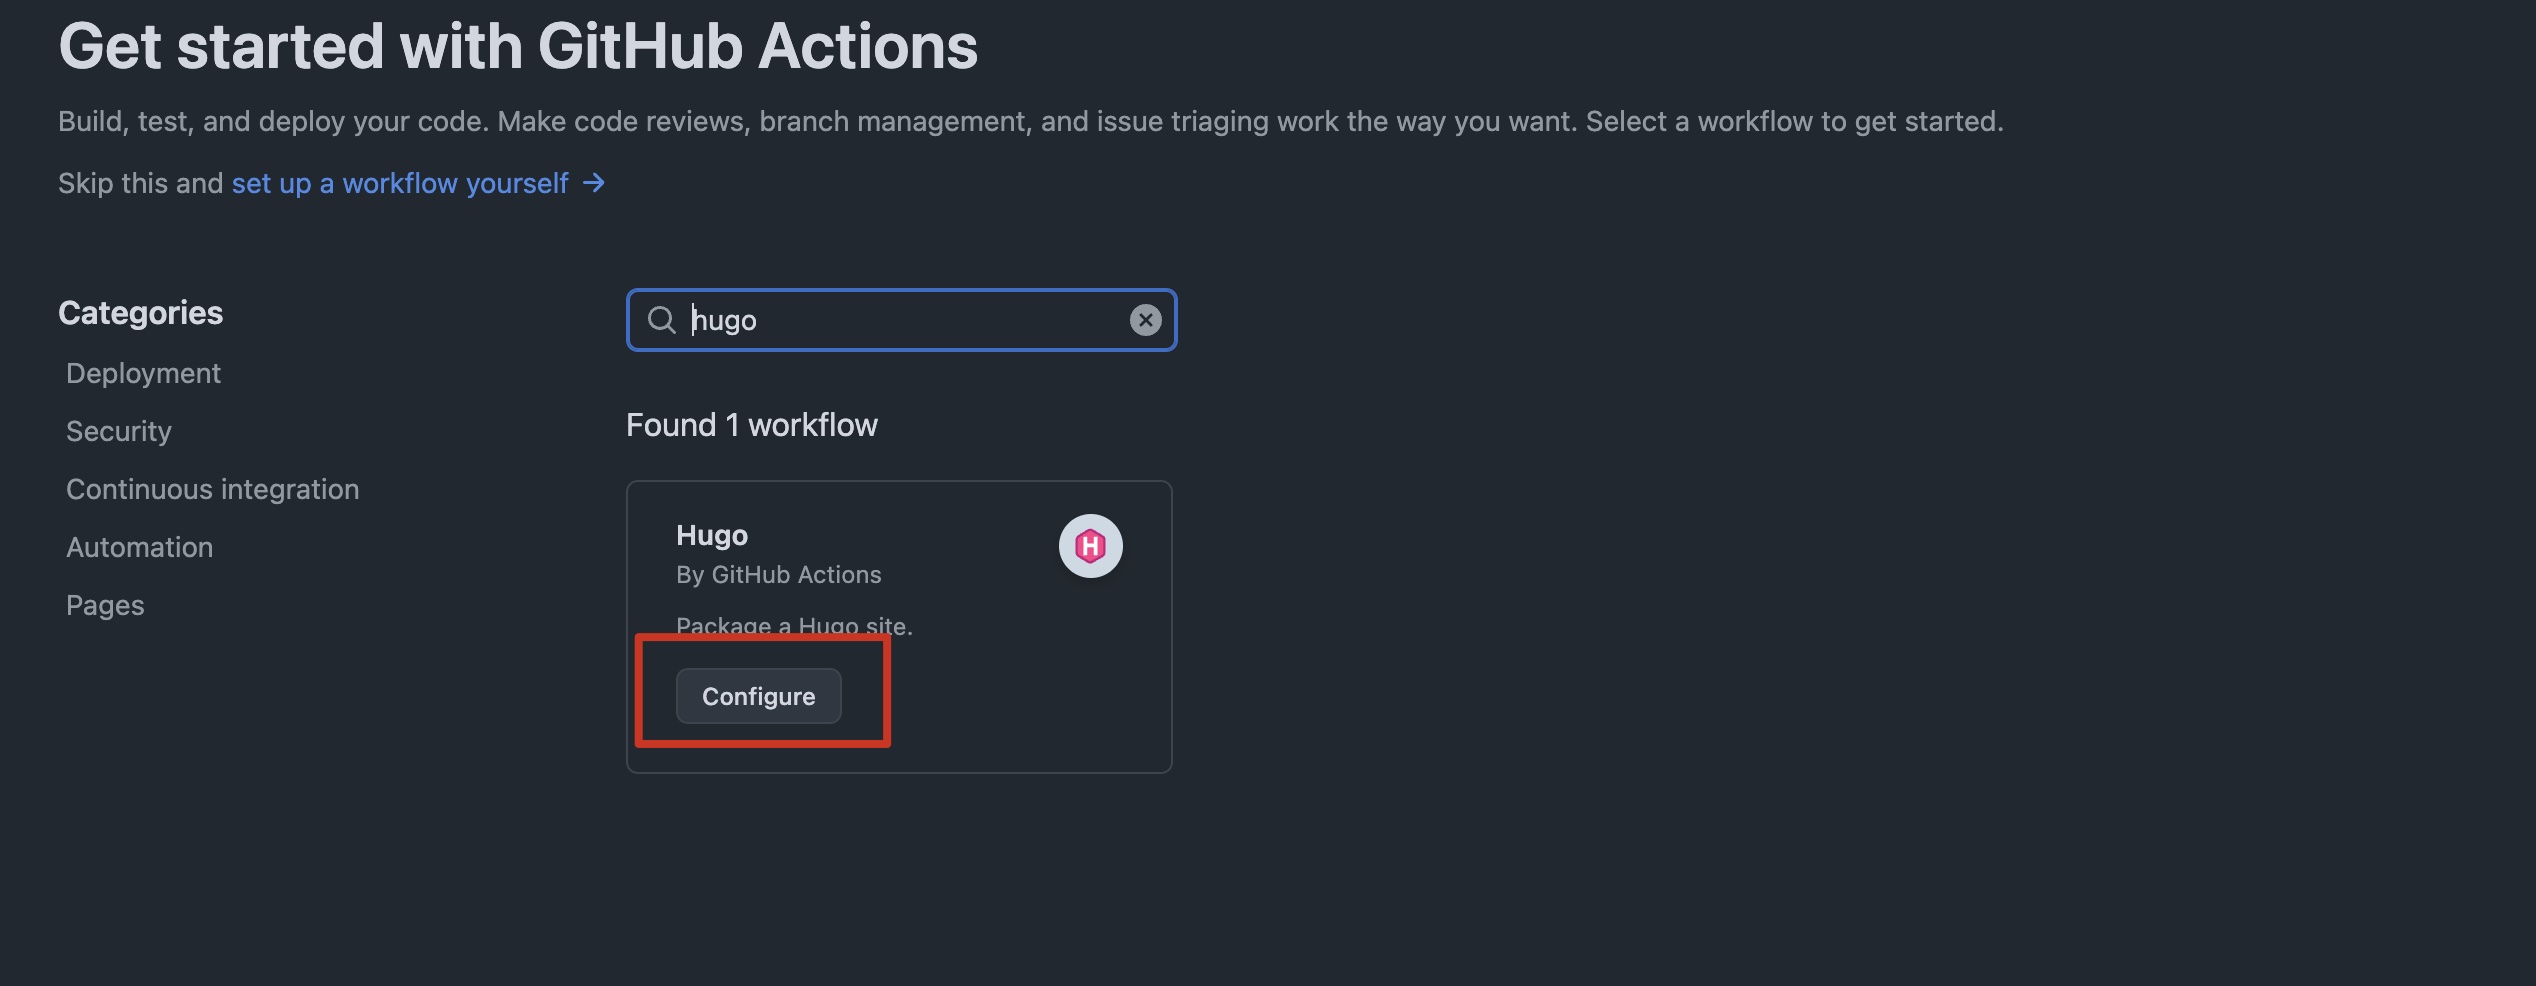 Get started with GitHub Actions
Build, test, and deploy your code. Make code reviews, branch management, and issue triaging work the way you want. Select a workflow to get started.
Skip this and set up a workflow yourself →
Categories
Deployment
Security
Continuous integration
Automation
Pages
hugo
Found 1 workflow
Hugo
H
By GitHub Actions
Package a Hugo site.
Configure